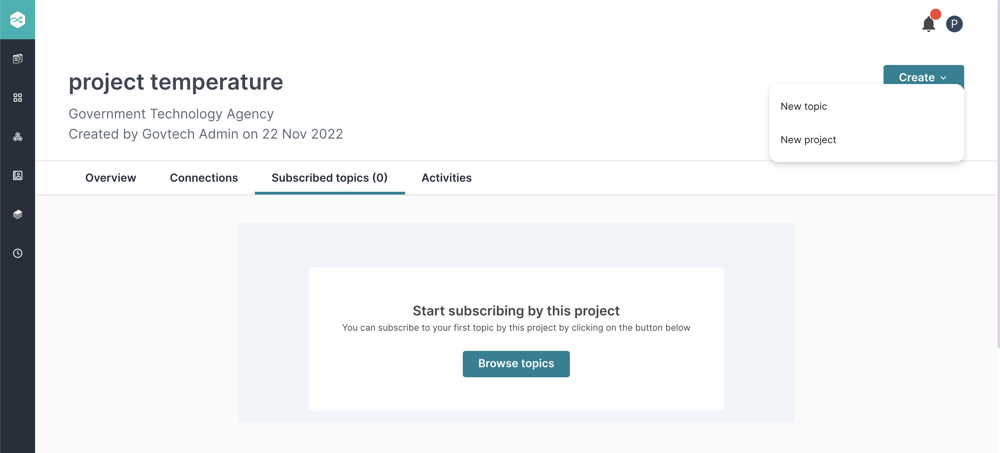 P
project temperature
Create
Government Technology Agency
Created by Govtech Admin on 22 Nov 2022
New topic
New project
Overview
Connections
Subscribed topics (0)
Activities
Start subscribing by this project
You can subscribe to your first topic by this project by clicking on the button below
Browse topics